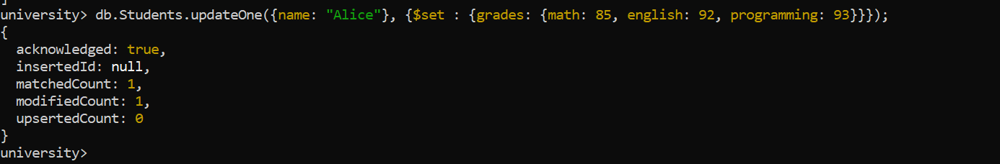 ]
university> db.Students.updateOne({name: "Alice"}, {$set : {grades: {math: 85, english: 92, programming: 93}}});
{
  acknowledged: true,
  insertedId: null,
  matchedCount: 1,
  modifiedCount: 1,
  upsertedCount: 0
}
university>